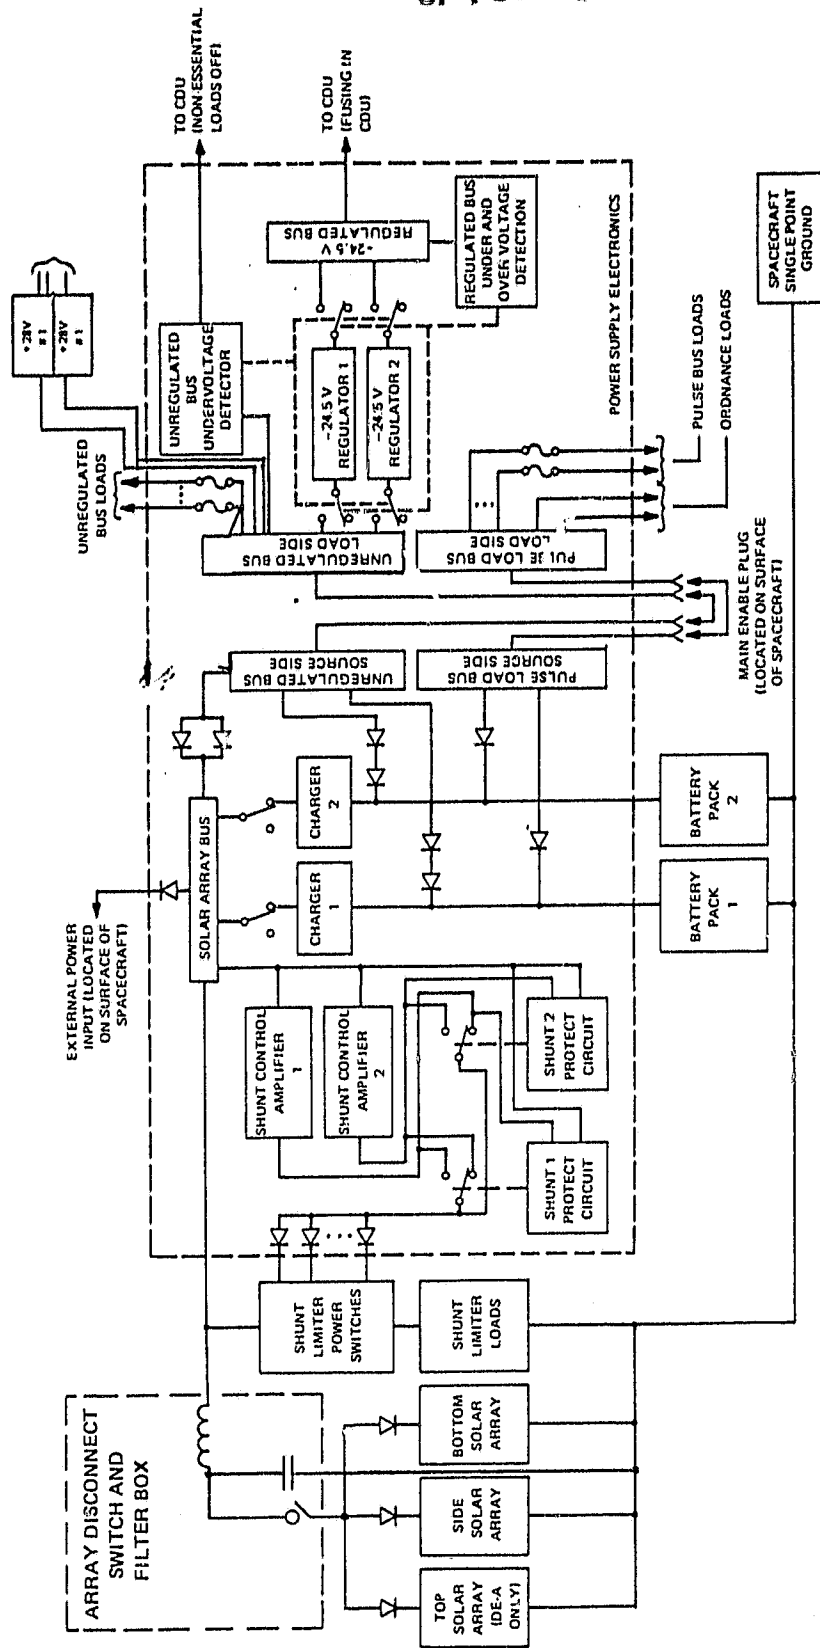 ARRAY DISCONNECT
SWITCH AND
FILTER BOX
TOP
SOLAR
ARRAY
(DE-A
ONLY)
SIDE
SOLAR
ARRAY
BOTTOM
SOLAR
ARRAY
SHUNT
LIMITER
POWER
SWITCHES
SHUNT
LIMITER
LOADS
EXTERNAL POWER
INPUT (LOCATED
ON SURFACE OF
SPACECRAFT)
SOLAR ARRAY BUS
SHUNT CONTROL
AMPLIFIER
1
SHUNT CONTROL
AMPLIFIER
2
SHUNT 1
PROTECT
CIRCUIT
SHUNT 2
PROTECT
CIRCUIT
CHARGER
1
CHARGER
2
BATTERY
PACK
1
BATTERY
PACK
2
UNREGULATED BUS
SOURCE SIDE
PULSE LOAD BUS
SOURCE SIDE
MAIN ENABLE PLUG
(LOCATED ON SURFACE
OF SPACECRAFT)
UNREGULATED BUS
LOAD SIDE
PULSE LOAD BUS
LOAD SIDE
UNREGULATED
BUS LOADS
+28V
#1
+28V
#1
UNREGULATED
BUS
UNDERVOLTAGE
DETECTOR
-24.5 V
REGULATOR 1
-24.5 V
REGULATOR 2
-24.5 V
REGULATED BUS
REGULATED BUS
UNDER AND
OVER VOLTAGE
DETECTION
TO CDU
(NON-ESSENTIAL
LOADS OFF)
TO CDU
(FUSING IN
CDU)
POWER SUPPLY ELECTRONICS
PULSE BUS LOADS
ORDNANCE LOADS
SPACECRAFT
SINGLE POINT
GROUND